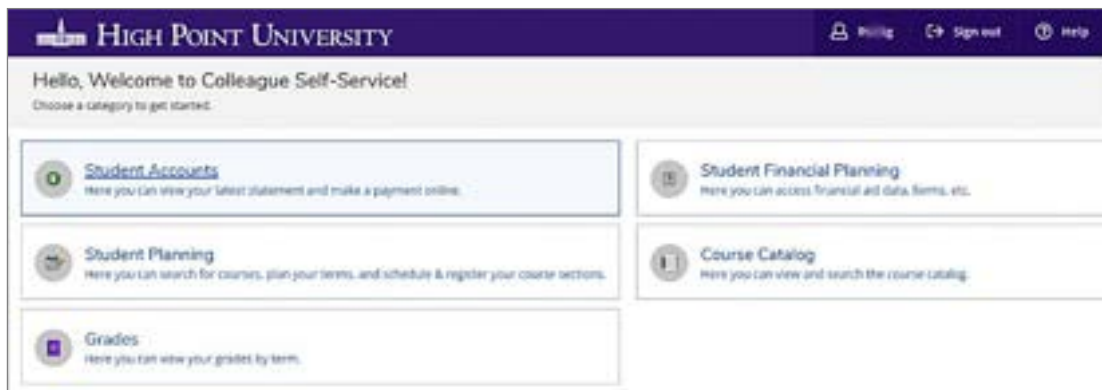 HIGH POINT UNIVERSITY
Sign out
Help
Hello, Welcome to Colleague Self-Service!
Choose a category to get started.
Student Accounts
Here you can view your latest statement and make a payment online.
Student Financial Planning
Here you can access financial aid data, forms, etc.
Student Planning
Here you can search for courses, plan your terms, and schedule & register your course sections.
Course Catalog
Here you can view and search the course catalog.
Grades
Here you can view your grades by term.